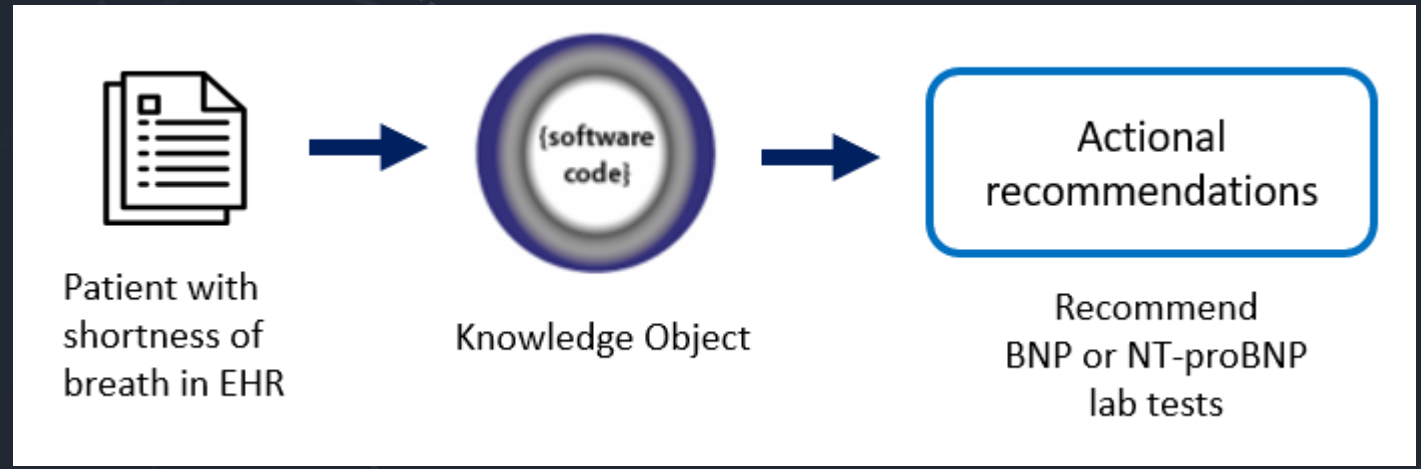 Patient with
shortness of
breath in EHR
{software
code}
Knowledge Object
Actional
recommendations
Recommend
BNP or NT-proBNP
lab tests